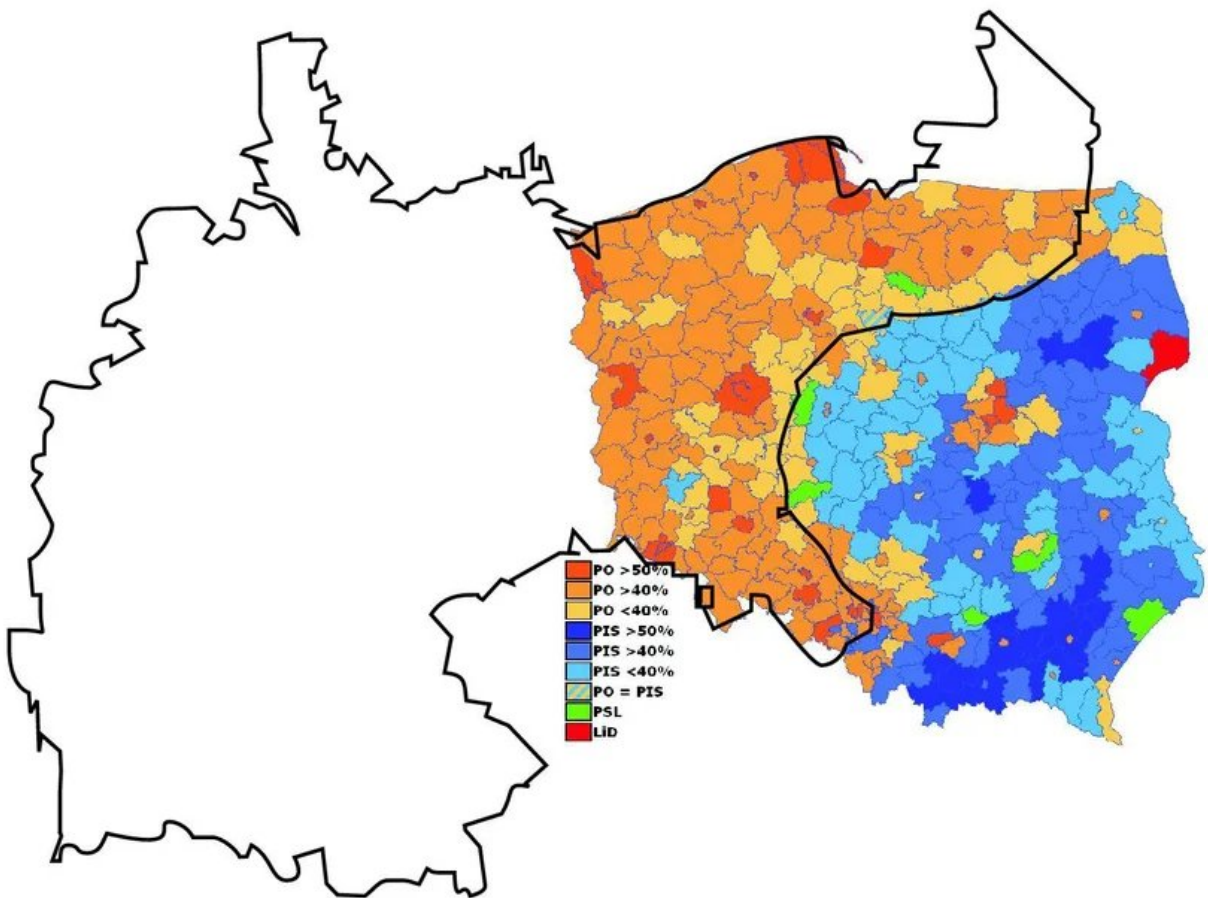 PO >50%
PO >40%
PO <40%
PIS >50%
PIS >40%
PIS <40%
PO = PIS
PSL
LiD